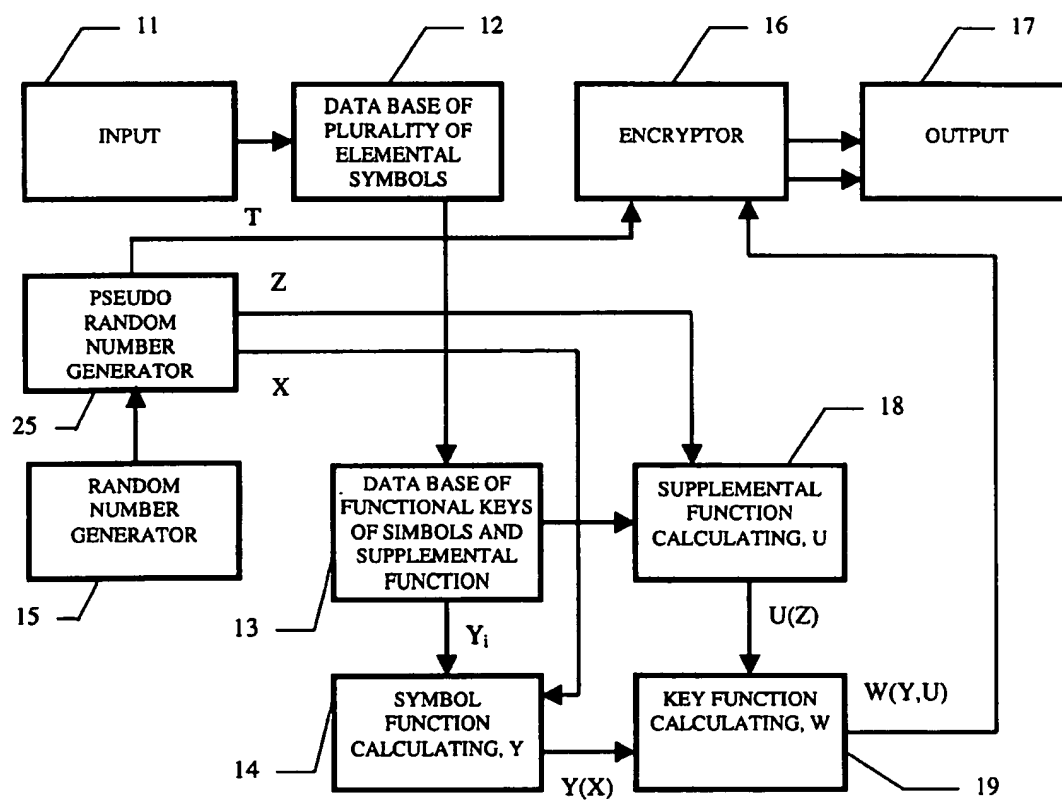 11
12
16
17
INPUT
DATA BASE OF
PLURALITY OF
ELEMENTAL
SYMBOLS
ENCRYPTOR
OUTPUT
T
Z
PSEUDO
RANDOM
NUMBER
GENERATOR
X
25
18
RANDOM
NUMBER
GENERATOR
15
DATA BASE OF
FUNCTIONAL KEYS
OF SIMBOLS AND
SUPPLEMENTAL
FUNCTION
SUPPLEMENTAL
FUNCTION
CALCULATING, U
13
Yi
U(Z)
SYMBOL
FUNCTION
CALCULATING, Y
KEY FUNCTION
CALCULATING, W
W(Y,U)
14
Y(X)
19